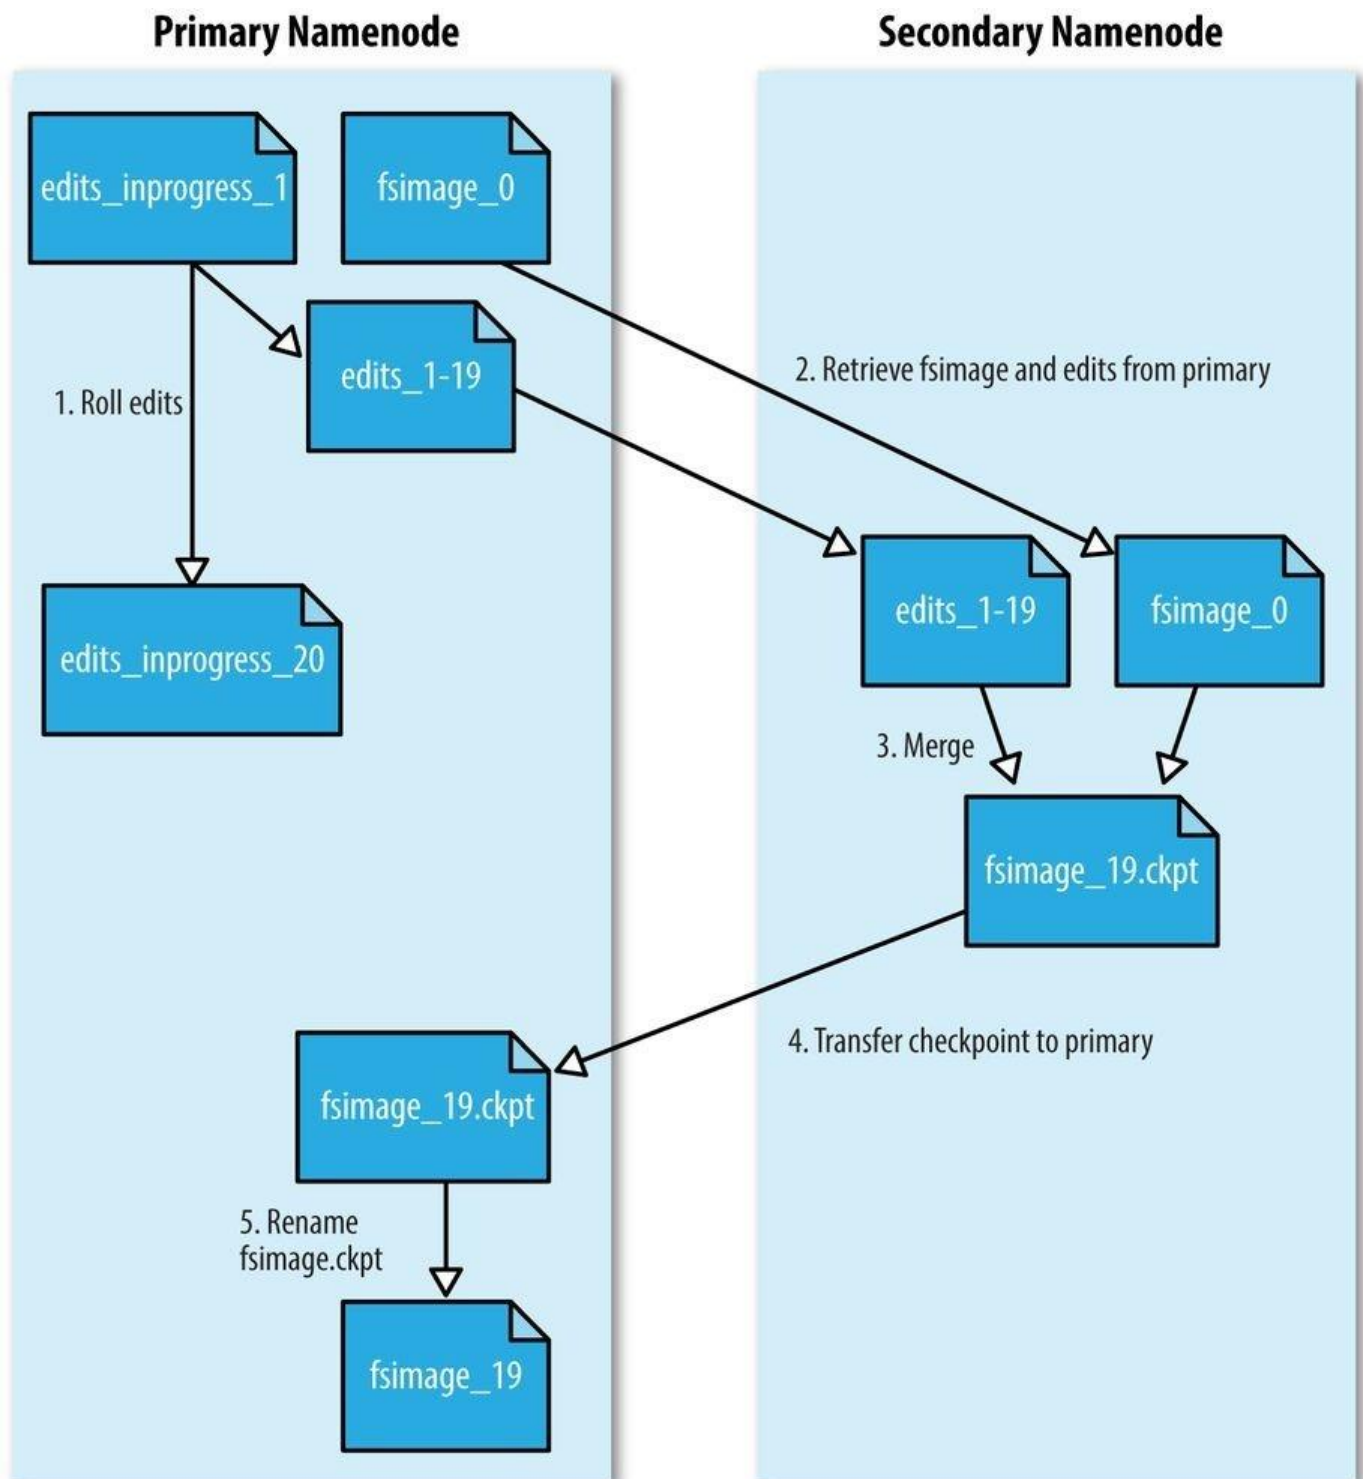 Primary Namenode
Secondary Namenode
edits_inprogress_1
fsimage_0
edits_1-19
1. Roll edits
2. Retrieve fsimage and edits from primary
edits_inprogress_20
edits_1-19
fsimage_0
3. Merge
fsimage_19.ckpt
4. Transfer checkpoint to primary
fsimage_19.ckpt
5. Rename
fsimage.ckpt
fsimage_19